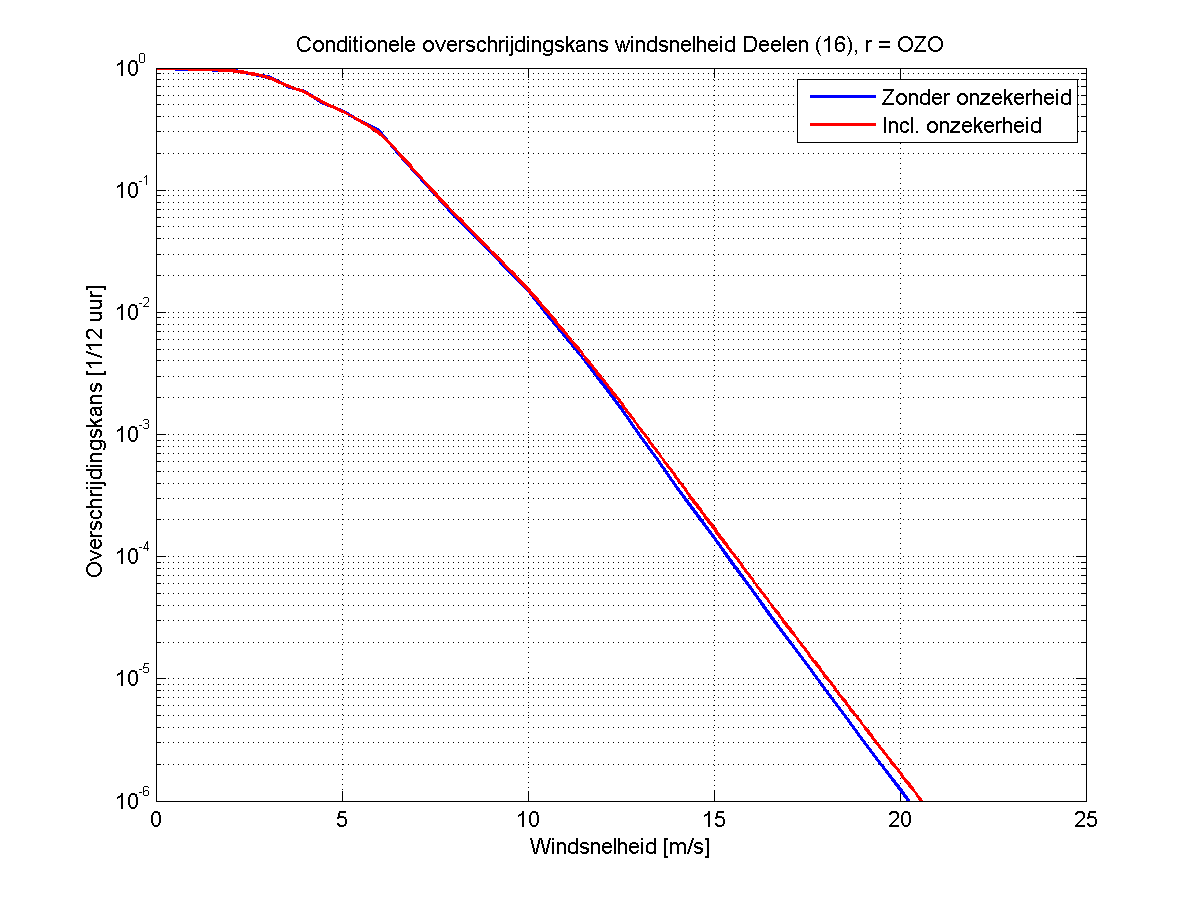 Conditionele overschrijdingskans windsnelheid Deelen (16), r = OZO
Zonder onzekerheid
Incl. onzekerheid
Overschrijdingskans [1/12 uur]
10^0
10^-1
10^-2
10^-3
10^-4
10^-5
10^-6
0 5 10 15 20 25
Windsnelheid [m/s]